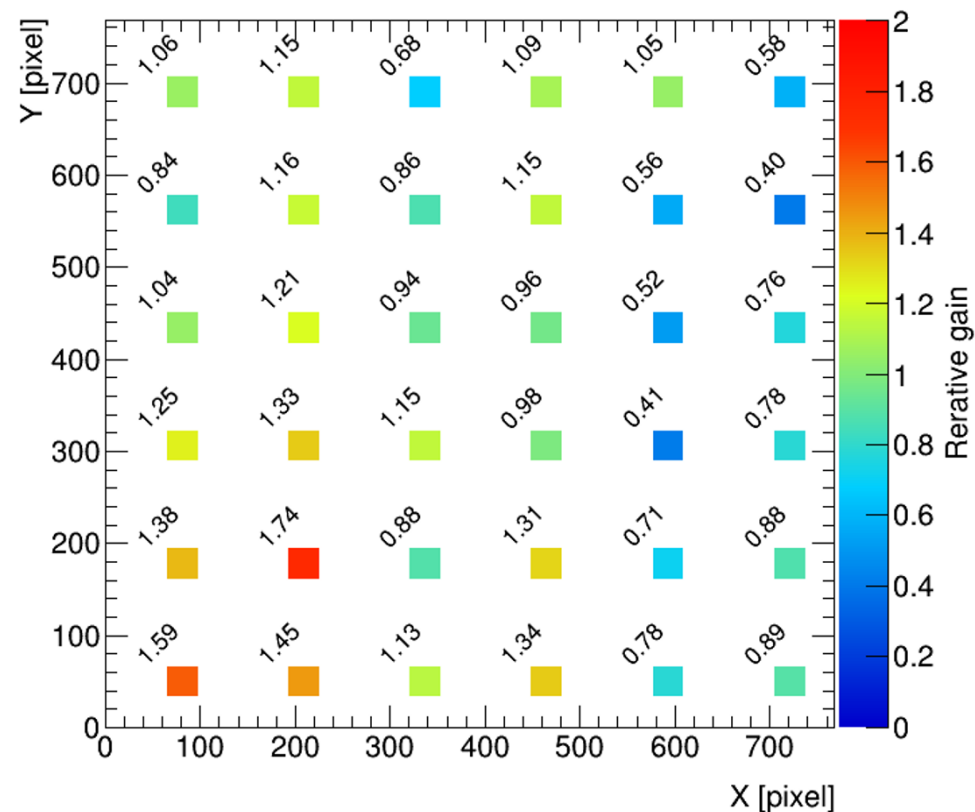 Y [pixel]
1.06 1.15 0.68 1.09 1.05 0.58
700
0.84 1.16 0.86 1.15 0.56 0.40
600
500
1.04 1.21 0.94 0.96 0.52 0.76
400
1.25 1.33 1.15 0.98 0.41 0.78
300
1.38 1.74 0.88 1.31 0.71 0.88
200
1.59 1.45 1.13 1.34 0.78 0.89
100
0
0 100 200 300 400 500 600 700
X [pixel]
2
1.8
1.6
1.4
1.2
1
0.8
0.6
0.4
0.2
0
Rerative gain